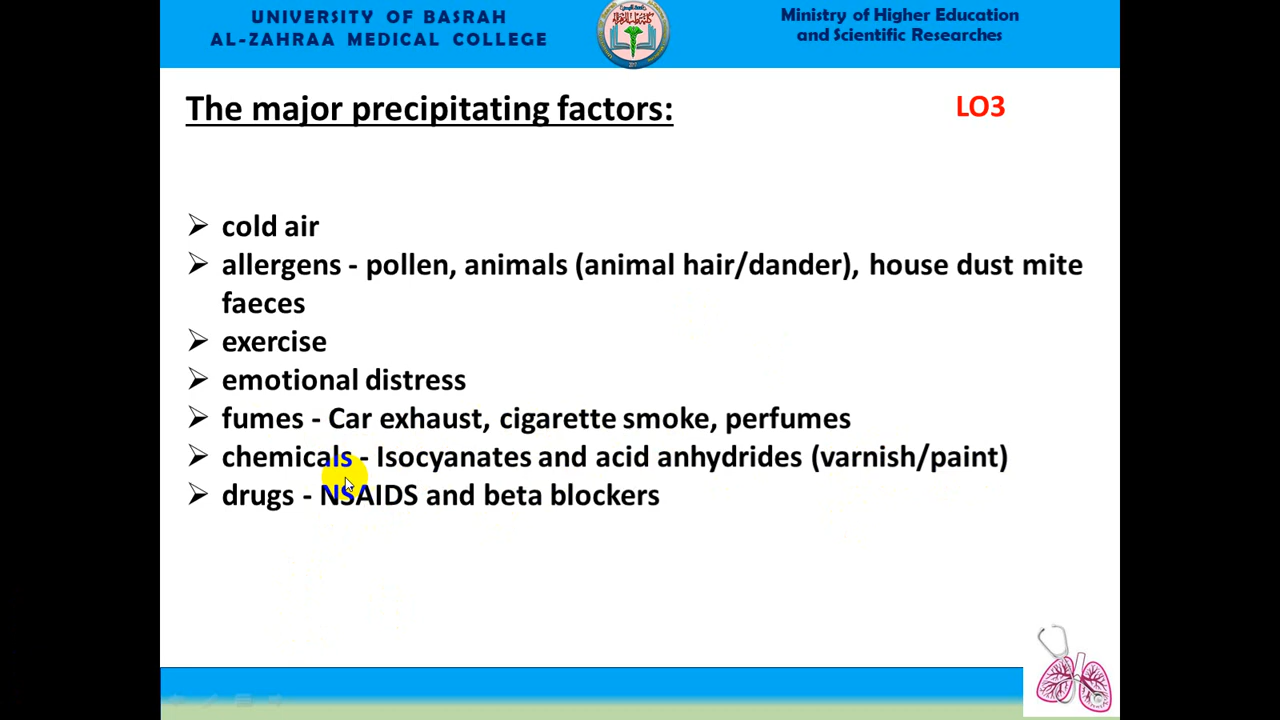 UNIVERSITY OF BASRAH
AL-ZAHRAA MEDICAL COLLEGE
Ministry of Higher Education
and Scientific Researches
The major precipitating factors:
LO3
➢ cold air
➢ allergens - pollen, animals (animal hair/dander), house dust mite
faeces
➢ exercise
➢ emotional distress
➢ fumes - Car exhaust, cigarette smoke, perfumes
➢ chemicals - Isocyanates and acid anhydrides (varnish/paint)
➢ drugs - NSAIDS and beta blockers